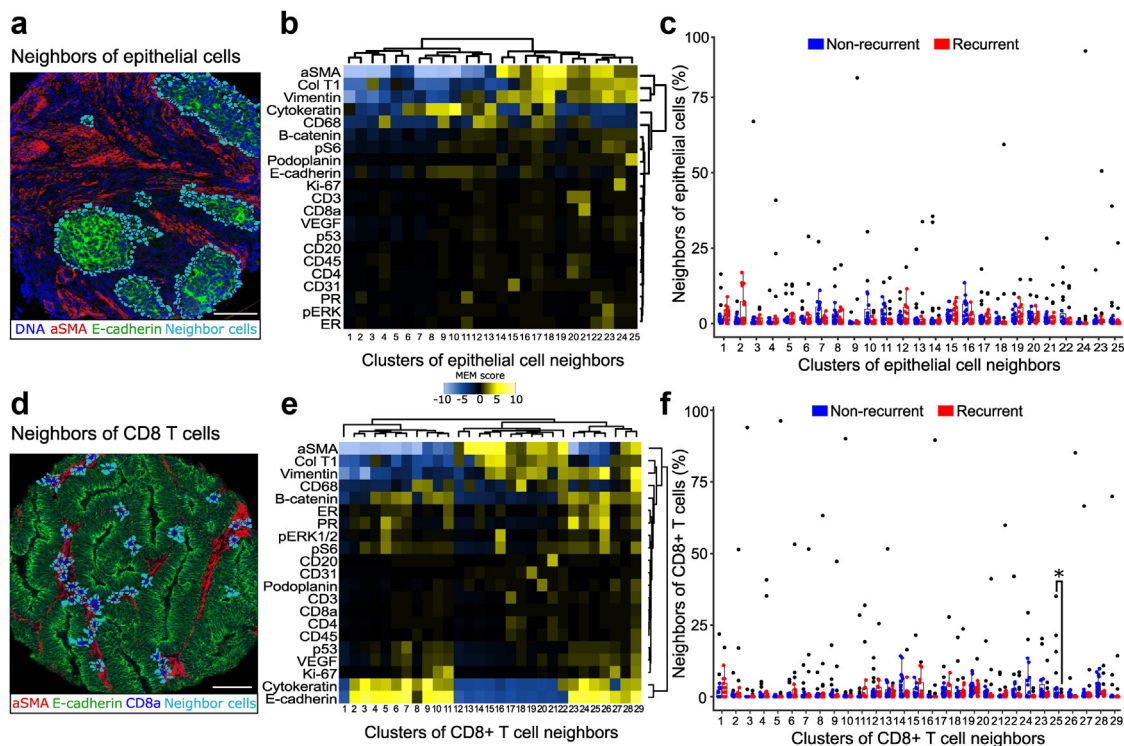 a
Neighbors of epithelial cells
DNA aSMA E-cadherin Neighbor cells
b
aSMA
Col T1
Vimentin
Cytokeratin
CD68
B-catenin
pS6
Podoplanin
E-cadherin
Ki-67
CD3
CD8a
VEGF
p53
CD20
CD45
CD4
CD31
PR
pERK
ER
1 2 3 4 5 6 7 8 9 10 11 12 13 14 15 16 17 18 19 20 21 22 23 24 25
Clusters of epithelial cell neighbors
MEM score
-10 -5 0 5 10
c
Non-recurrent Recurrent
Neighbors of epithelial cells (%)
100
75
50
25
0
1 2 3 4 5 6 7 8 9 10 11 12 13 14 15 16 17 18 19 20 21 22 24 23 25
Clusters of epithelial cell neighbors
d
Neighbors of CD8 T cells
aSMA E-cadherin CD8a Neighbor cells
e
aSMA
Col T1
Vimentin
CD68
B-catenin
ER
PR
pERK1/2
pS6
CD20
CD31
Podoplanin
CD3
CD8a
CD4
CD45
p53
VEGF
Ki-67
Cytokeratin
E-cadherin
1 2 3 4 5 6 7 8 9 10 11 12 13 14 15 16 17 18 19 20 21 22 23 24 25 26 27 28 29
Clusters of CD8+ T cell neighbors
f
Non-recurrent Recurrent
Neighbors of CD8+ T cells (%)
100
75
50
25
0
*
1 2 3 4 5 6 7 8 9 10 11 12 13 14 15 16 17 18 19 20 21 22 23 24 25 26 27 28 29
Clusters of CD8+ T cell neighbors